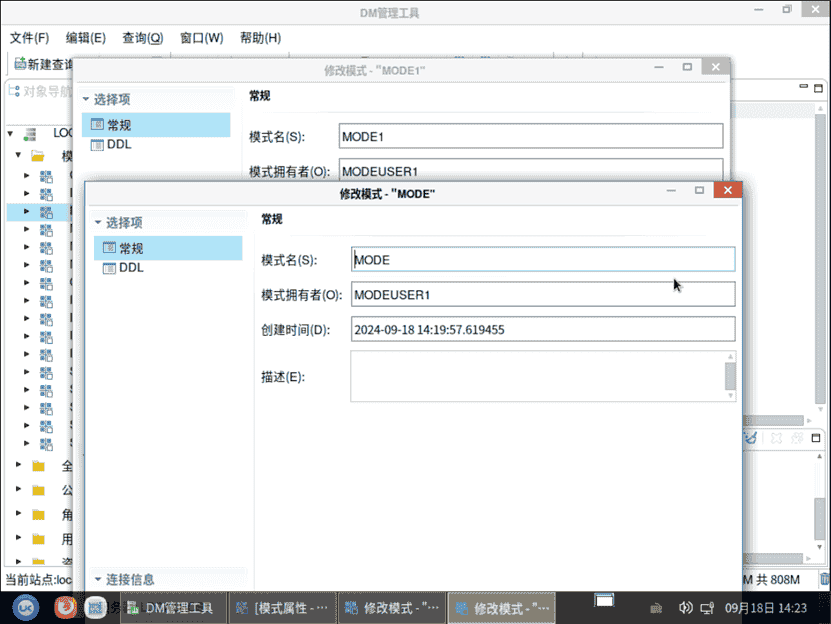 DM管理工具
文件(F) 编辑(E) 查询(Q) 窗口(W) 帮助(H)
新建查询
修改模式 - "MODE1"
对象导航
选择项
常规
DDL
常规
模式名(S): MODE1
模式拥有者(O): MODEUSER1
修改模式 - "MODE"
选择项
常规
DDL
常规
模式名(S): MODE
模式拥有者(O): MODEUSER1
创建时间(D): 2024-09-18 14:19:57.619455
描述(E):
连接信息
LOC
模
全
公
角
用
当前站点:loc
M 共 808M
DM管理工具 [模式属性 - ... 修改模式 - "... 修改模式 - "...
09月18日 14:23